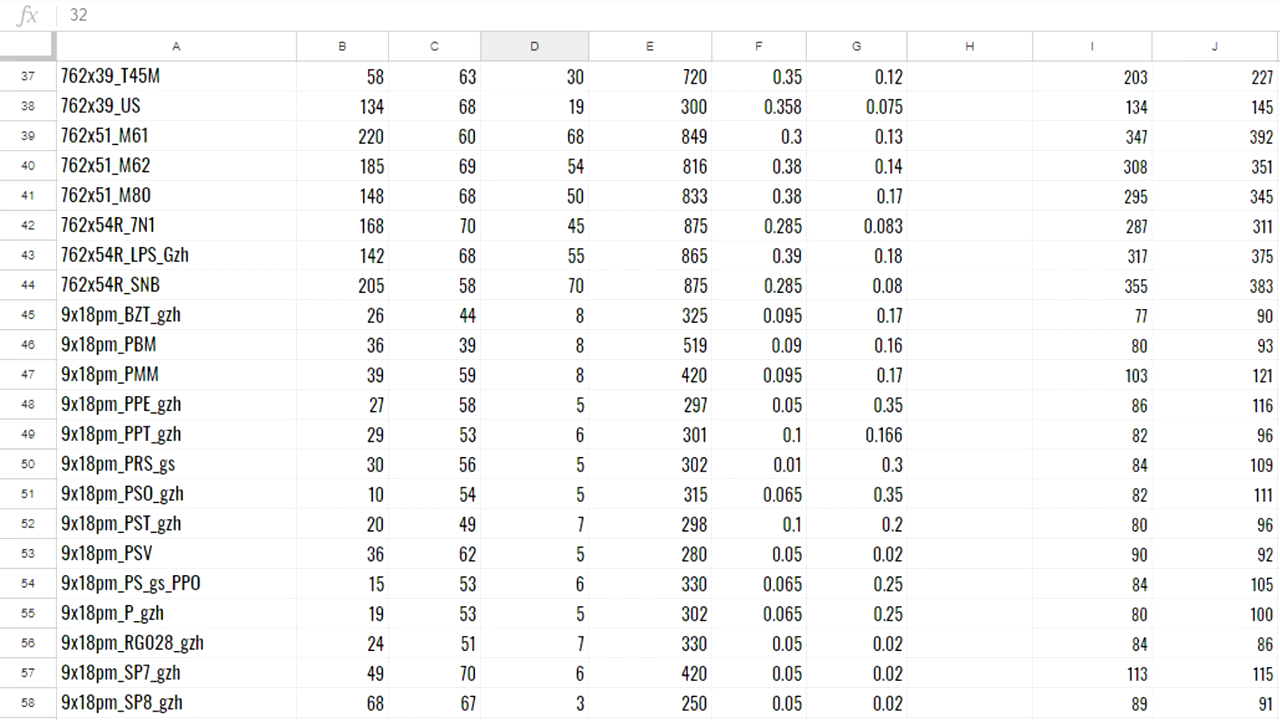 fx 32
A B C D E F G H I J
37 762x39_T45M 58 63 30 720 0.35 0.12 203 227
38 762x39_US 134 68 19 300 0.358 0.075 134 145
39 762x51_M61 220 60 68 849 0.3 0.13 347 392
40 762x51_M62 185 69 54 816 0.38 0.14 308 351
41 762x51_M80 148 68 50 833 0.38 0.17 295 345
42 762x54R_7N1 168 70 45 875 0.285 0.083 287 311
43 762x54R_LPS_Gzh 142 68 55 865 0.39 0.18 317 375
44 762x54R_SNB 205 58 70 875 0.285 0.08 355 383
45 9x18pm_BZT_gzh 26 44 8 325 0.095 0.17 77 90
46 9x18pm_PBM 36 39 8 519 0.09 0.16 80 93
47 9x18pm_PMM 39 59 8 420 0.095 0.17 103 121
48 9x18pm_PPE_gzh 27 58 5 297 0.05 0.35 86 116
49 9x18pm_PPT_gzh 29 53 6 301 0.1 0.166 82 96
50 9x18pm_PRS_gs 30 56 5 302 0.01 0.3 84 109
51 9x18pm_PSO_gzh 10 54 5 315 0.065 0.35 82 111
52 9x18pm_PST_gzh 20 49 7 298 0.1 0.2 80 96
53 9x18pm_PSV 36 62 5 280 0.05 0.02 90 92
54 9x18pm_PS_gs_PPO 15 53 6 330 0.065 0.25 84 105
55 9x18pm_P_gzh 19 53 5 302 0.065 0.25 80 100
56 9x18pm_RGO28_gzh 24 51 7 330 0.05 0.02 84 86
57 9x18pm_SP7_gzh 49 70 6 420 0.05 0.02 113 115
58 9x18pm_SP8_gzh 68 67 3 250 0.05 0.02 89 91